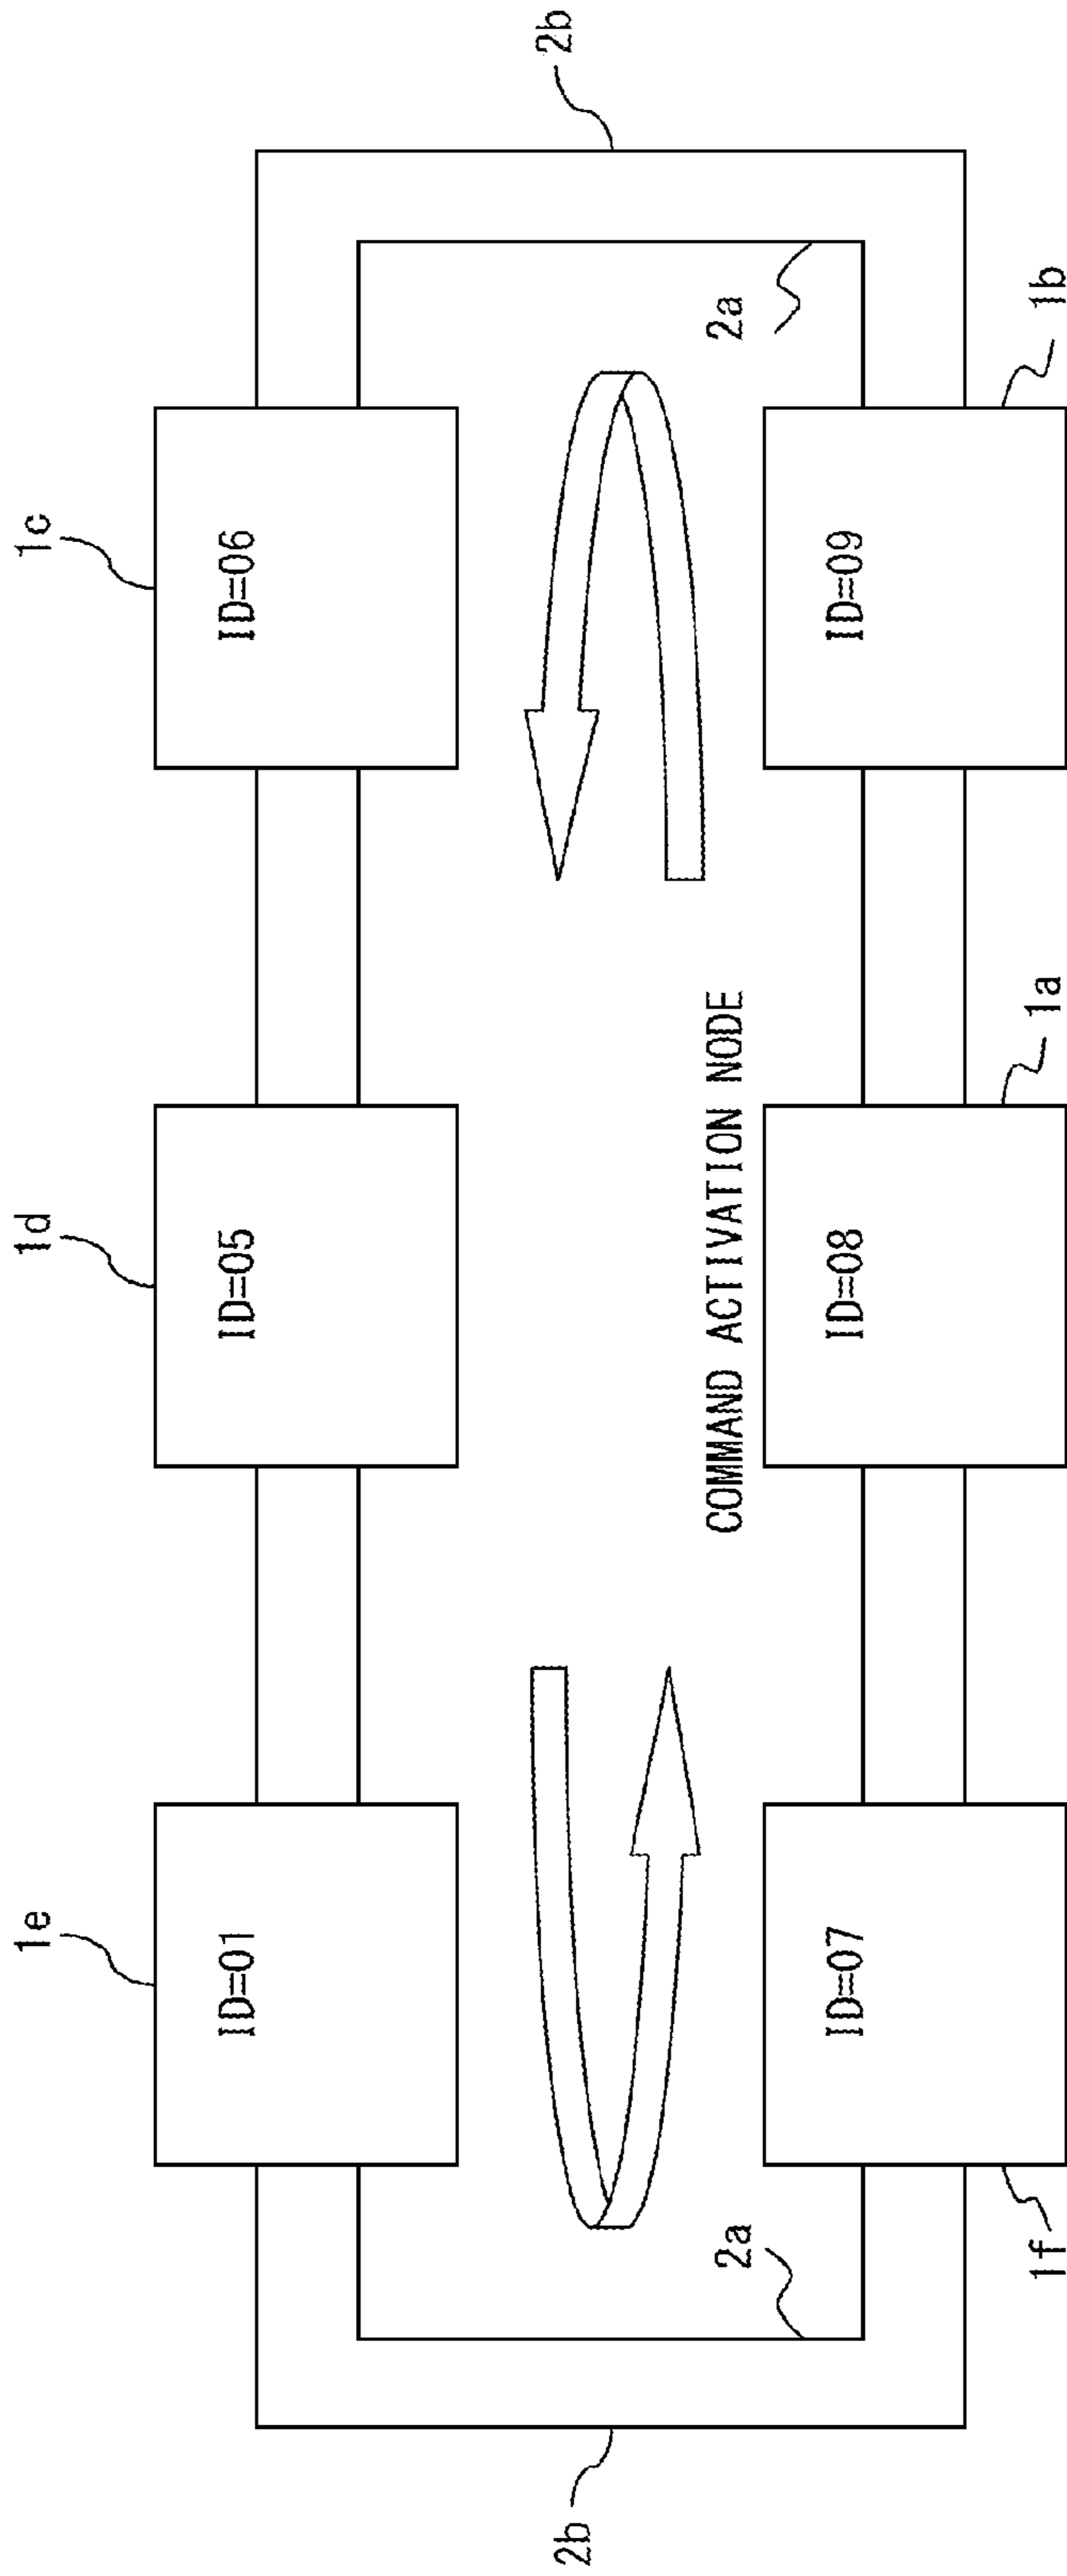 1e
1d
1c
ID=01
ID=05
ID=06
2b
2b
2a
COMMAND ACTIVATION NODE
2a
ID=07
ID=08
ID=09
1f
1a
1b